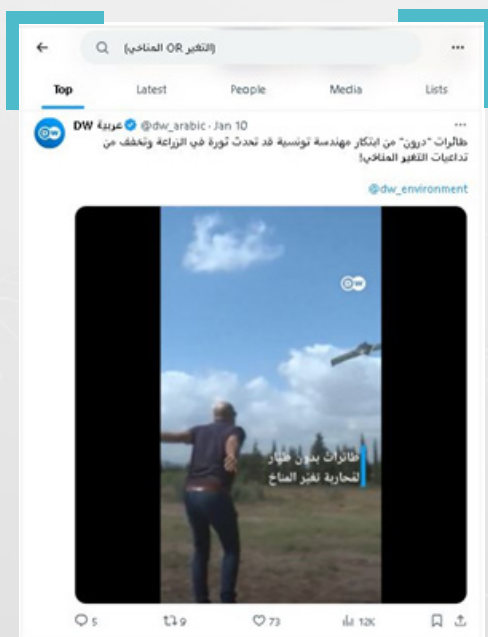 (التغير OR المناخي)
Top Latest People Media Lists
DW عربية @dw_arabic · Jan 10
طائرات "درون" من ابتكار مهندسة تونسية قد تحدث ثورة في الزراعة وتخفف من
تداعيات التغير المناخي!
@dw_environment
DW
طائرات بدون طيار
لمحاربة تغيّر المناخ
5 9 73 12K